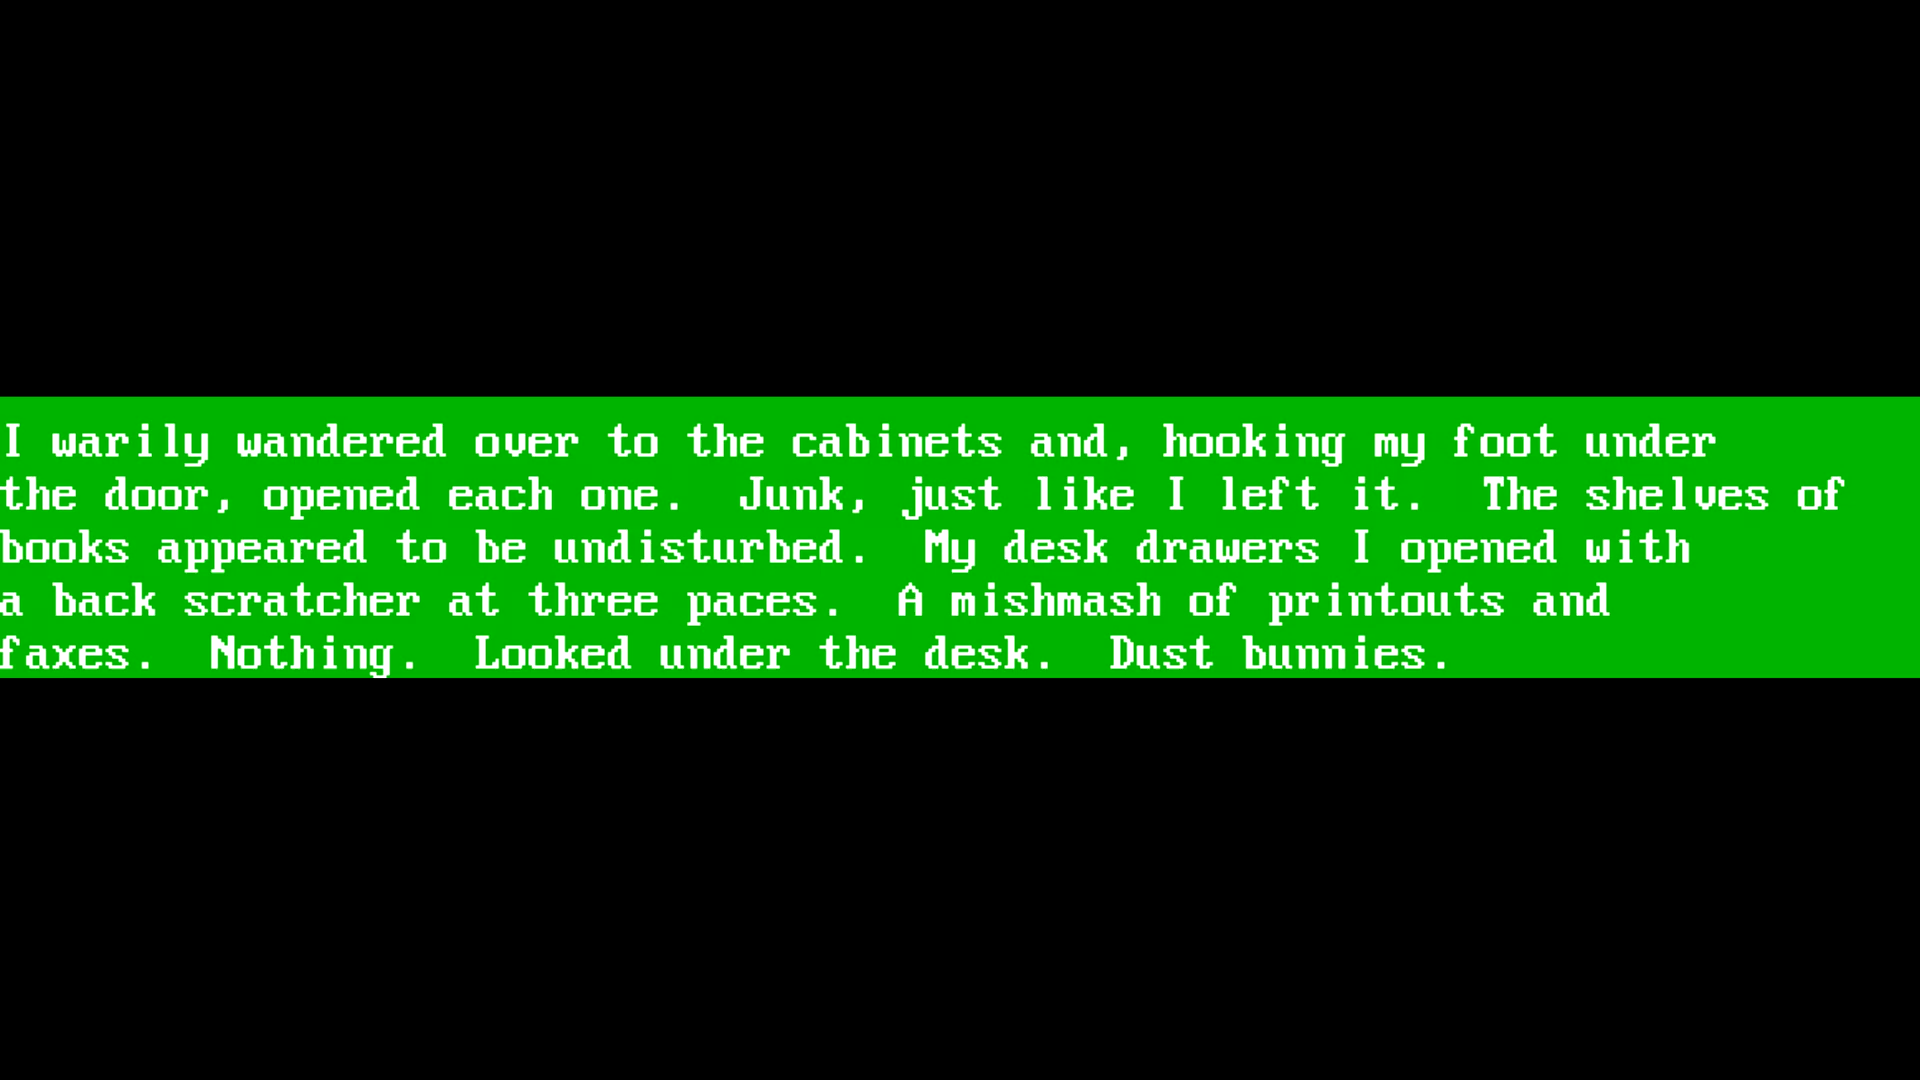 I warily wandered over to the cabinets and, hooking my foot under
the door, opened each one.  Junk, just like I left it.  The shelves of
books appeared to be undisturbed.  My desk drawers I opened with
a back scratcher at three paces.  A mishmash of printouts and
faxes.  Nothing.  Looked under the desk.  Dust bunnies.